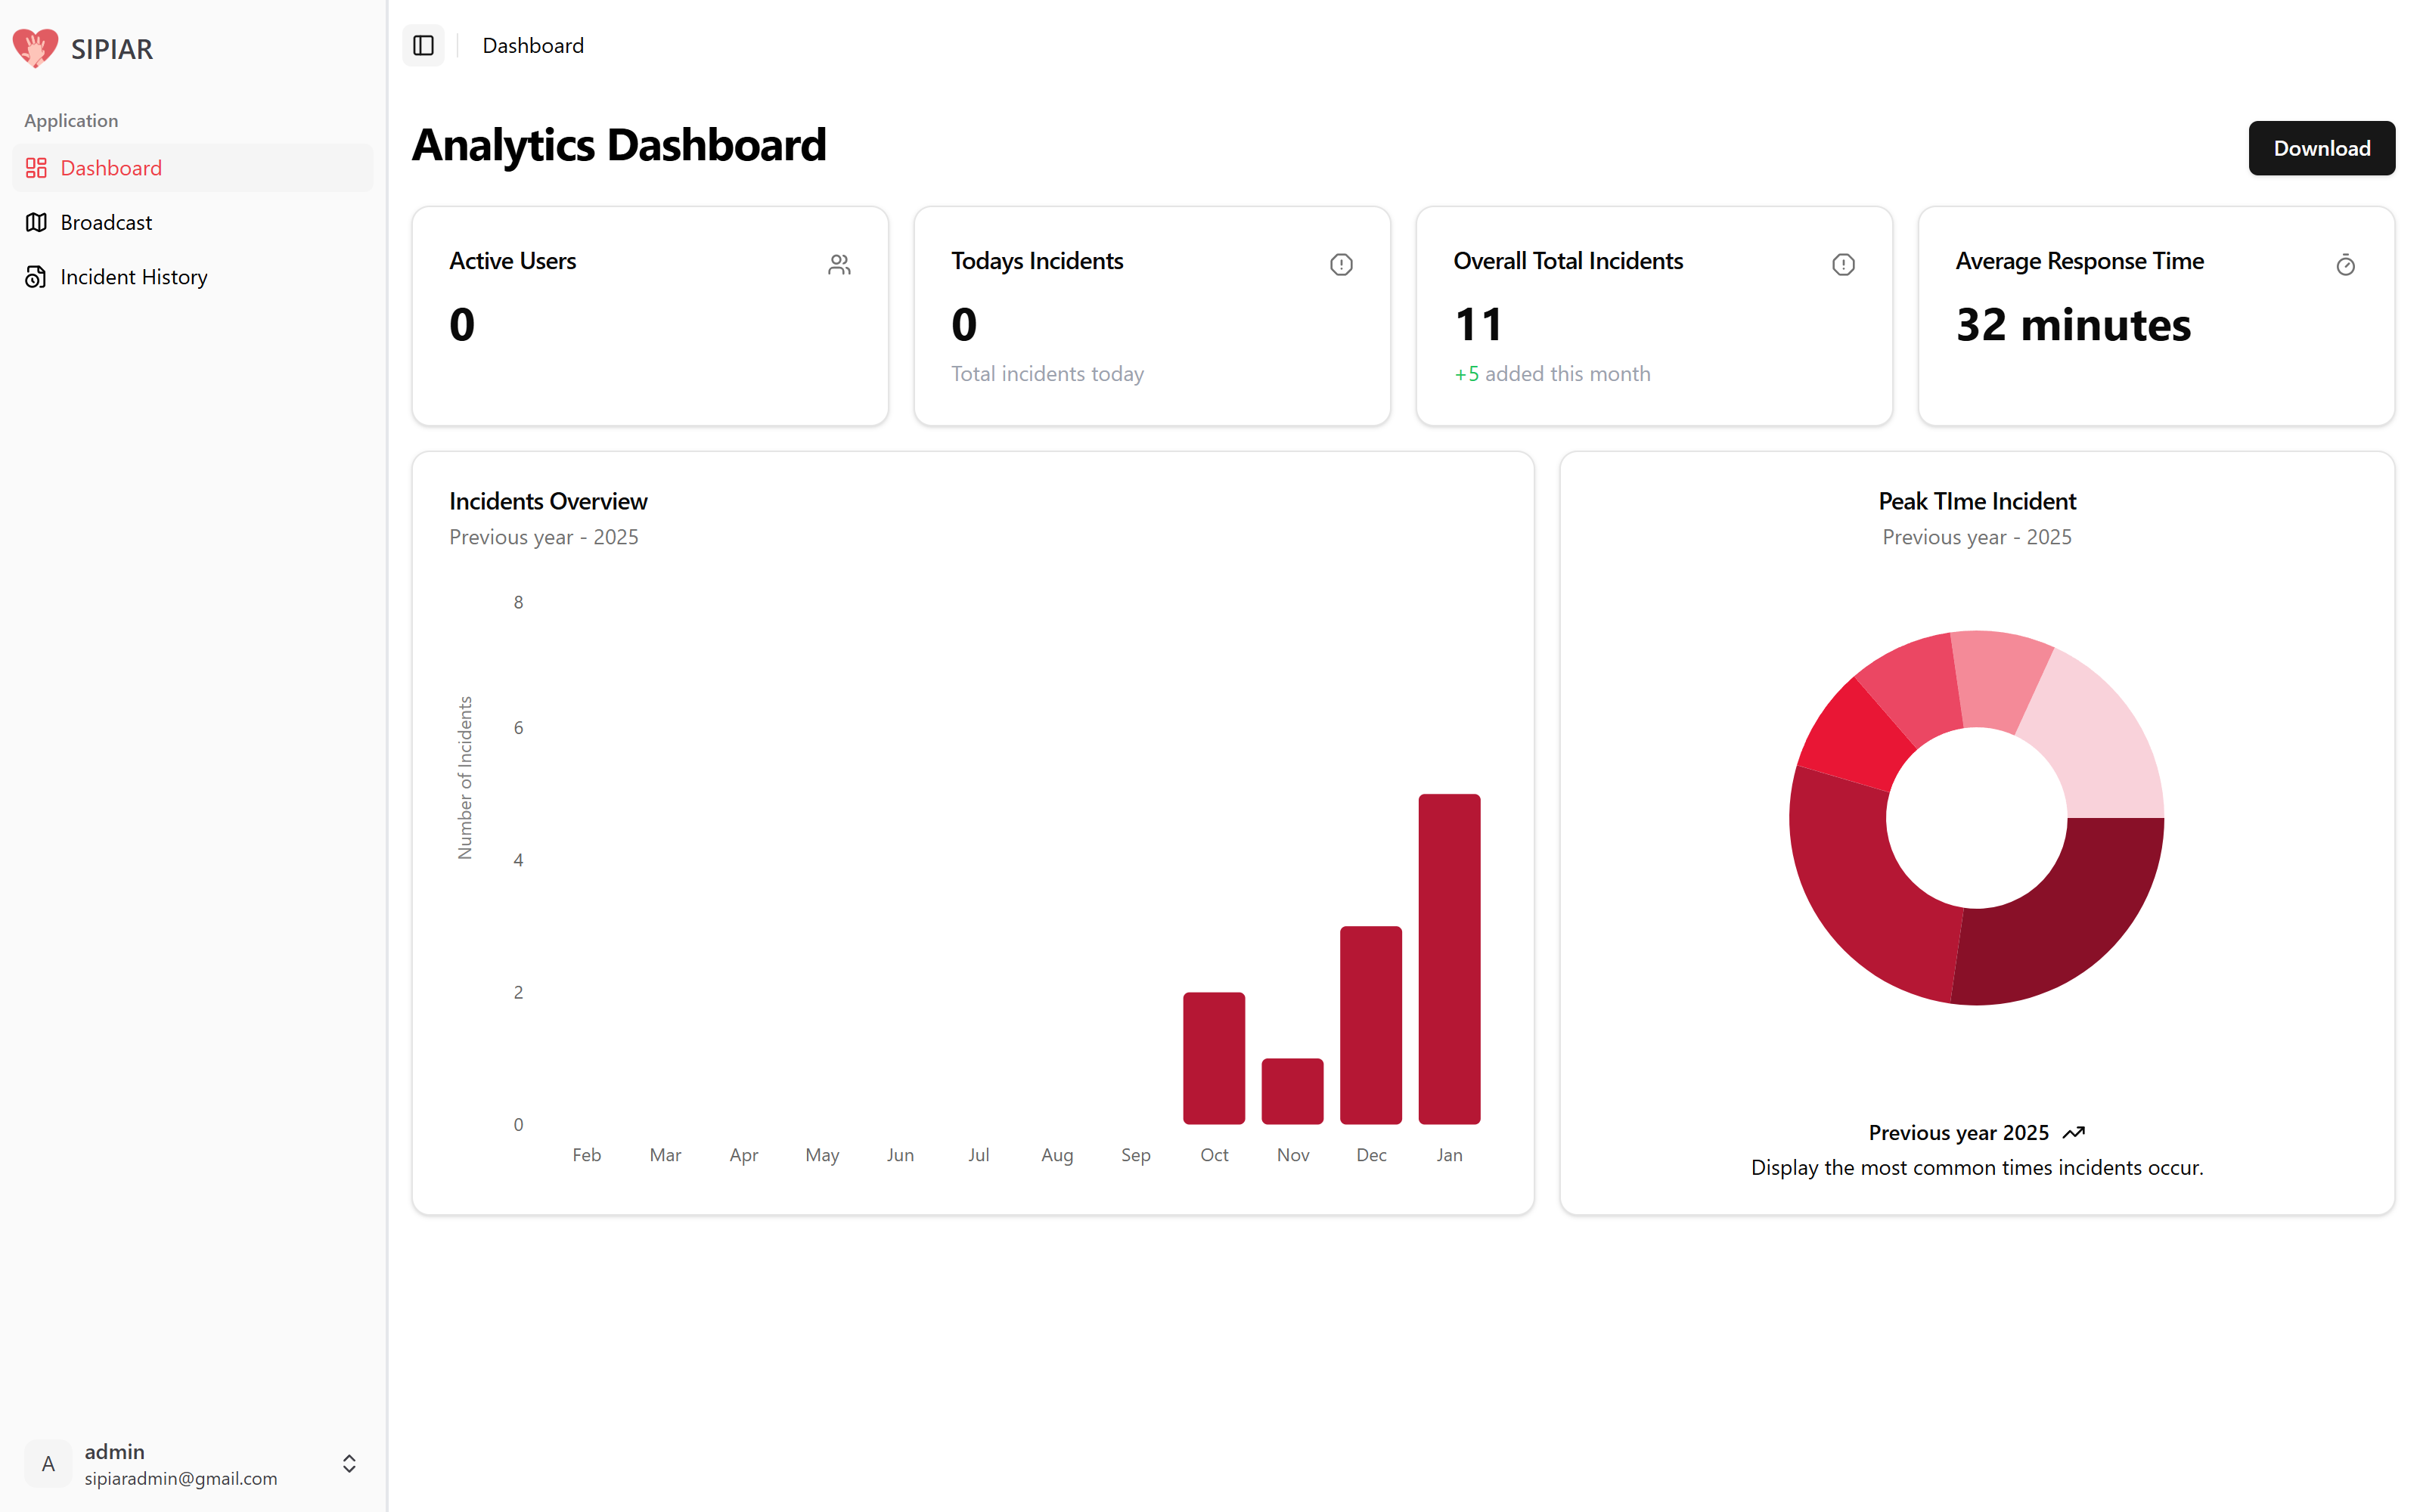 SIPIAR
Application
Dashboard
Broadcast
Incident History
A
admin
sipiaradmin@gmail.com
Dashboard
Analytics Dashboard
Download
Active Users
0
Todays Incidents
0
Total incidents today
Overall Total Incidents
11
+5 added this month
Average Response Time
32 minutes
Incidents Overview
Previous year - 2025
Number of Incidents
8
6
4
2
0
Feb Mar Apr May Jun Jul Aug Sep Oct Nov Dec Jan
Peak TIme Incident
Previous year - 2025
Previous year 2025
Display the most common times incidents occur.